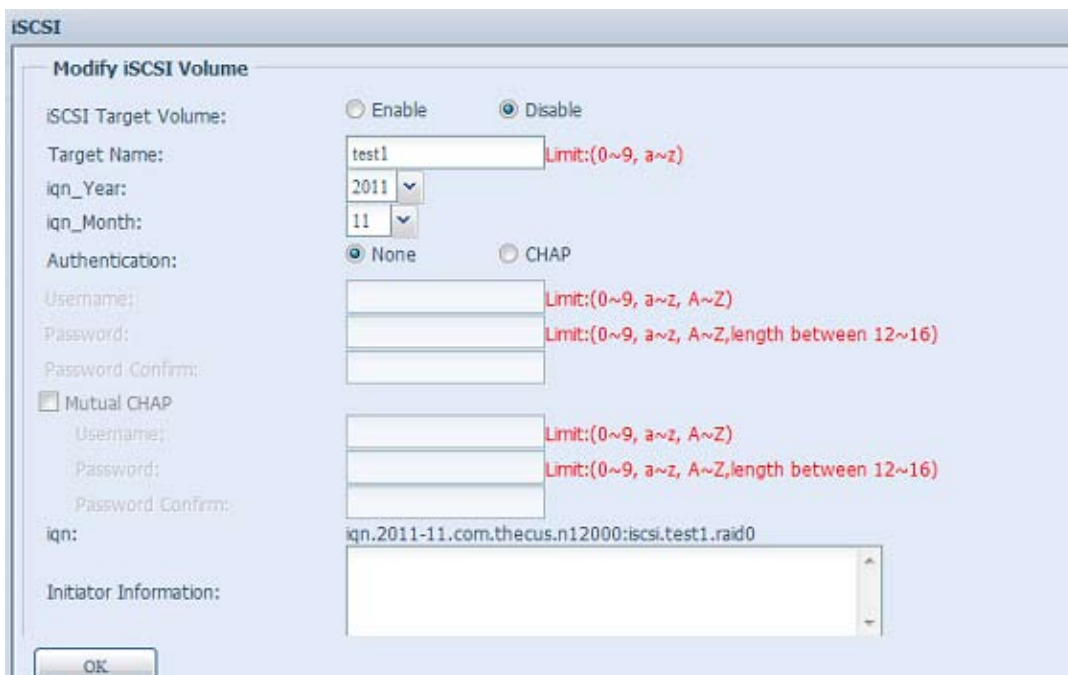 iSCSI
Modify iSCSI Volume
iSCSI Target Volume: Enable Disable
Target Name: test1 Limit:(0~9, a~z)
iqn_Year: 2011
iqn_Month: 11
Authentication: None CHAP
Username: Limit:(0~9, a~z, A~Z)
Password: Limit:(0~9, a~z, A~Z,length between 12~16)
Password Confirm:
Mutual CHAP
Username: Limit:(0~9, a~z, A~Z)
Password: Limit:(0~9, a~z, A~Z,length between 12~16)
Password Confirm:
iqn: iqn.2011-11.com.thecus.n12000:iscsi.test1.raid0
Initiator Information:
OK